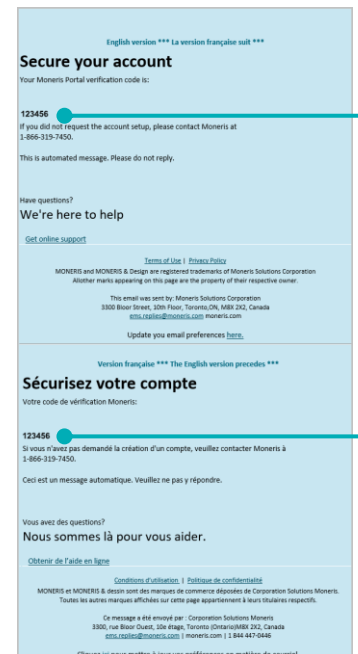 English version *** La version française suit ***
Secure your account
Your Moneris Portal verification code is:
123456
If you did not request the account setup, please contact Moneris at
1-866-319-7450.
This is automated message. Please do not reply.
Have questions?
We're here to help
Get online support
Terms of Use | Privacy Policy
MONERIS and MONERIS & Design are registered trademarks of Moneris Solutions Corporation
Allother marks appearing on this page are the property of their respective owner.
This email was sent by: Moneris Solutions Corporation
3300 Bloor Street, 10th Floor, Toronto,ON, M8X 2X2, Canada
ems.replies@moneris.com moneris.com
Update you email preferences here.
Version française *** The English version precedes ***
Sécurisez votre compte
Votre code de vérification Moneris:
123456
Si vous n'avez pas demandé la création d'un compte, veuillez contacter Moneris à
1-866-319-7450.
Ceci est un message automatique. Veuillez ne pas y répondre.
Vous avez des questions?
Nous sommes là pour vous aider.
Obtenir de l'aide en ligne
Conditions d'utilisation | Politique de confidentialité
MONERIS et MONERIS & dessin sont des marques de commerce déposées de Corporation Solutions Moneris.
Toutes les autres marques affichées sur cette page appartiennent à leurs titulaires respectifs.
Ce message a été envoyé par : Corporation Solutions Moneris
3300, rue Bloor Ouest, 10e étage, Toronto (Ontario)M8X 2X2, Canada
ems.replies@moneris.com | moneris.com | 1 844 447-0446